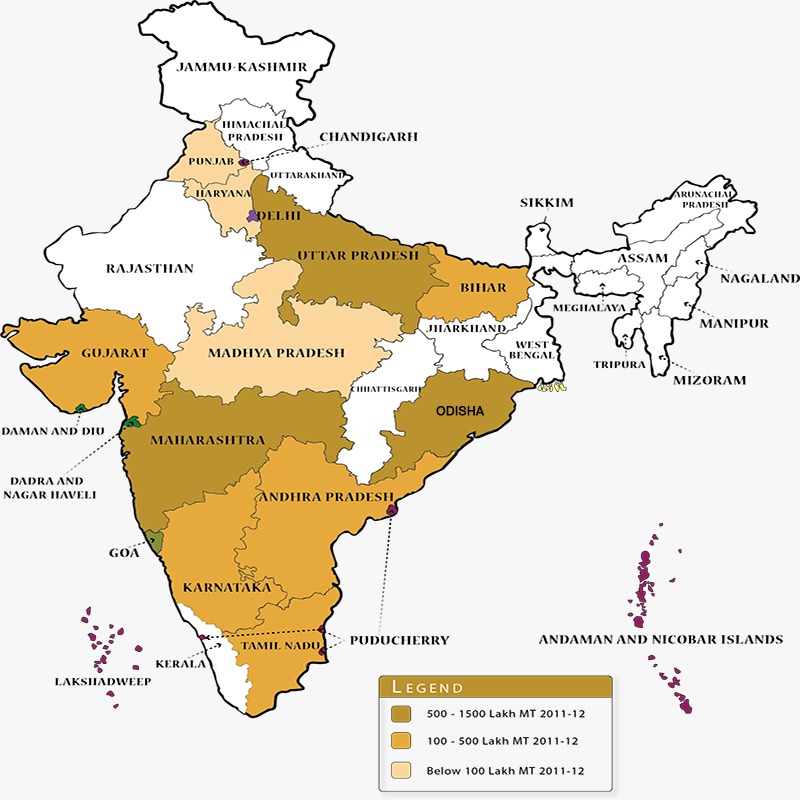 JAMMU-KASHMIR
HIMACHAL
PRADESH
CHANDIGARH
PUNJAB
UTTARAKHAND
HARYANA
DELHI
SIKKIM
ARUNACHAL
PRADESH
UTTAR PRADESH
ASSAM
RAJASTHAN
NAGALAND
BIHAR
MEGHALAYA
MANIPUR
JHARKHAND
GUJARAT
MADHYA PRADESH
WEST
BENGAL
TRIPURA
MIZORAM
CHHATTISGARH
ODISHA
DAMAN AND DIU
MAHARASHTRA
DADRA AND
NAGAR HAVELI
ANDHRA PRADESH
GOA
KARNATAKA
PUDUCHERRY
ANDAMAN AND NICOBAR ISLANDS
TAMIL NADU
KERALA
LAKSHADWEEP
LEGEND
500 - 1500 Lakh MT 2011-12
100 - 500 Lakh MT 2011-12
Below 100 Lakh MT 2011-12